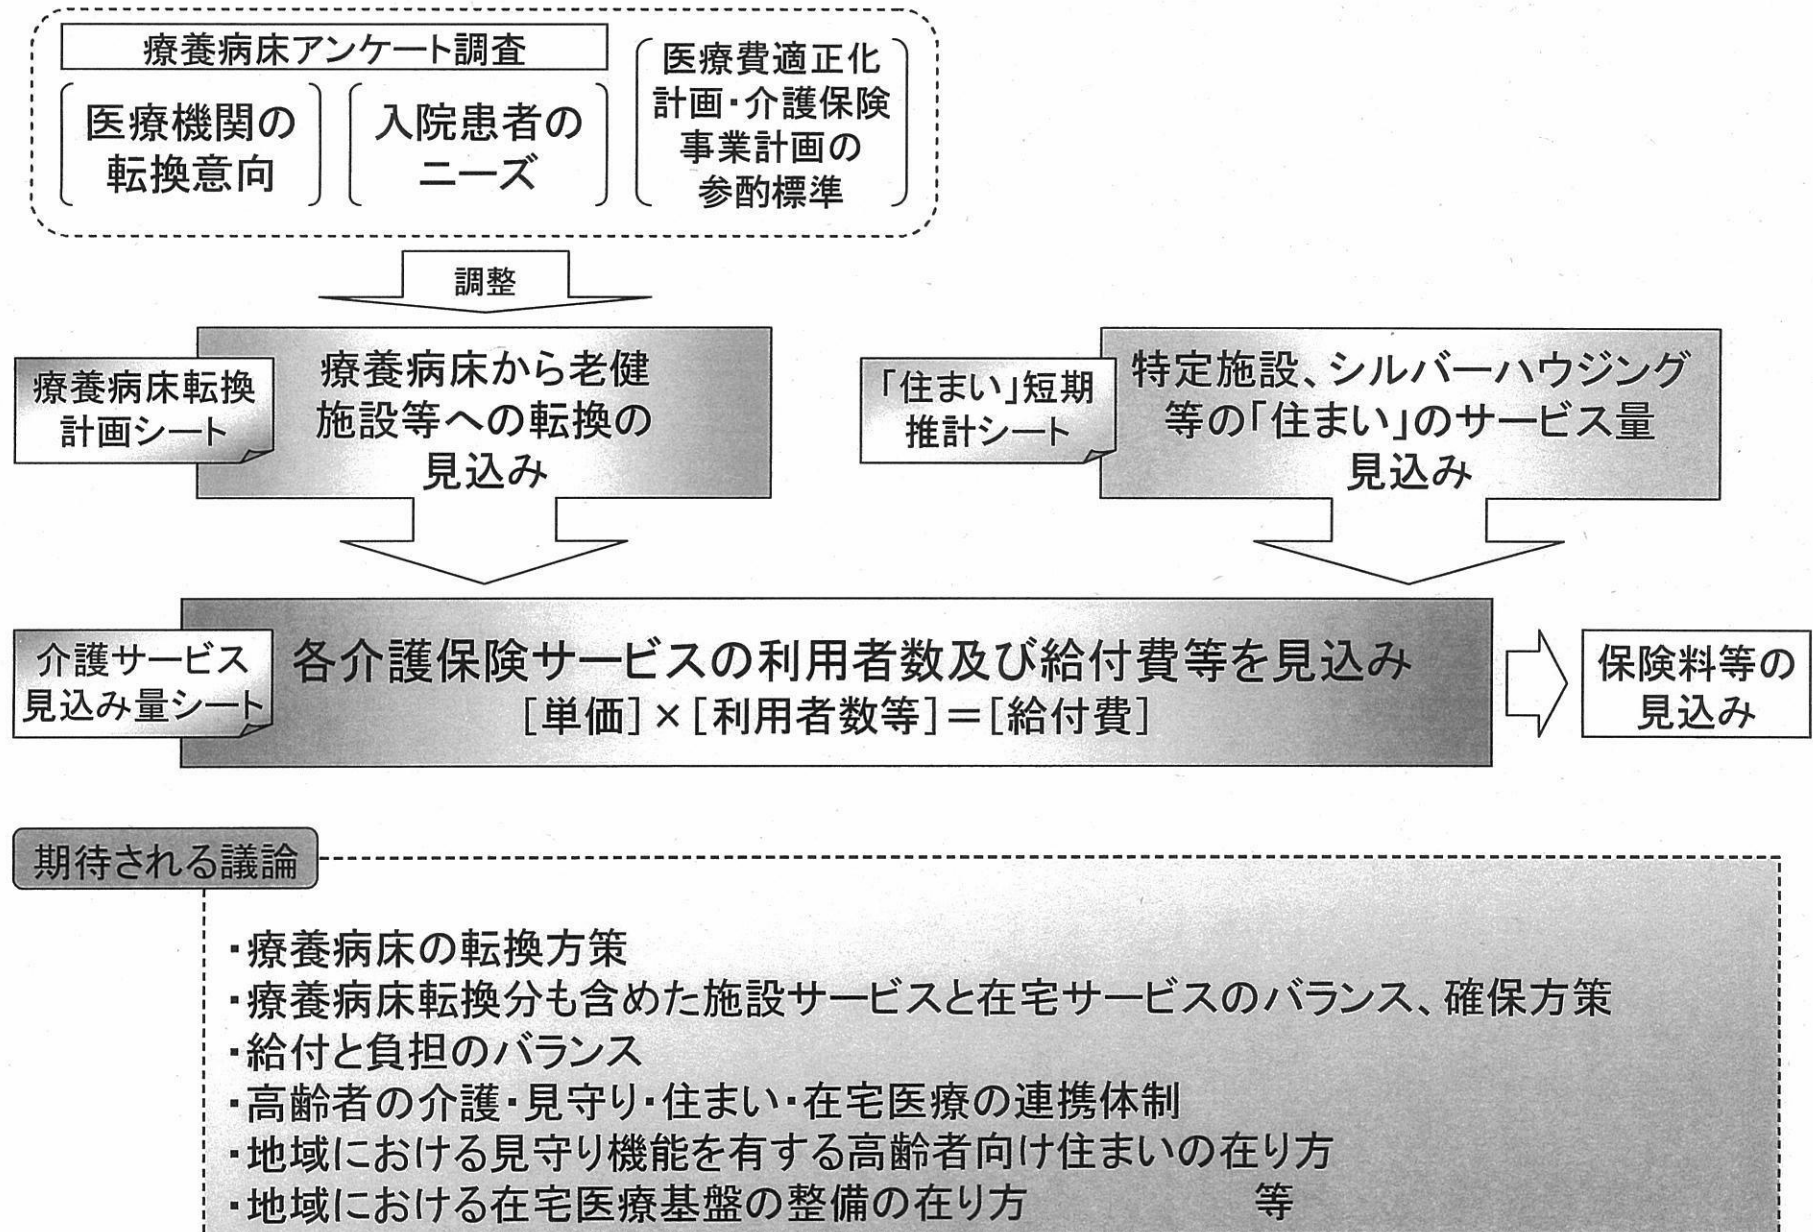 療養病床アンケート調査
医療機関の
転換意向
入院患者の
ニーズ
医療費適正化
計画・介護保険
事業計画の
参酌標準
調整
療養病床転換
計画シート
療養病床から老健
施設等への転換の
見込み
「住まい」短期
推計シート
特定施設、シルバーハウジング
等の「住まい」のサービス量
見込み
介護サービス
見込み量シート
各介護保険サービスの利用者数及び給付費等を見込み
[単価]×[利用者数等]＝[給付費]
保険料等の
見込み
期待される議論
・療養病床の転換方策
・療養病床転換分も含めた施設サービスと在宅サービスのバランス、確保方策
・給付と負担のバランス
・高齢者の介護・見守り・住まい・在宅医療の連携体制
・地域における見守り機能を有する高齢者向け住まいの在り方
・地域における在宅医療基盤の整備の在り方 等